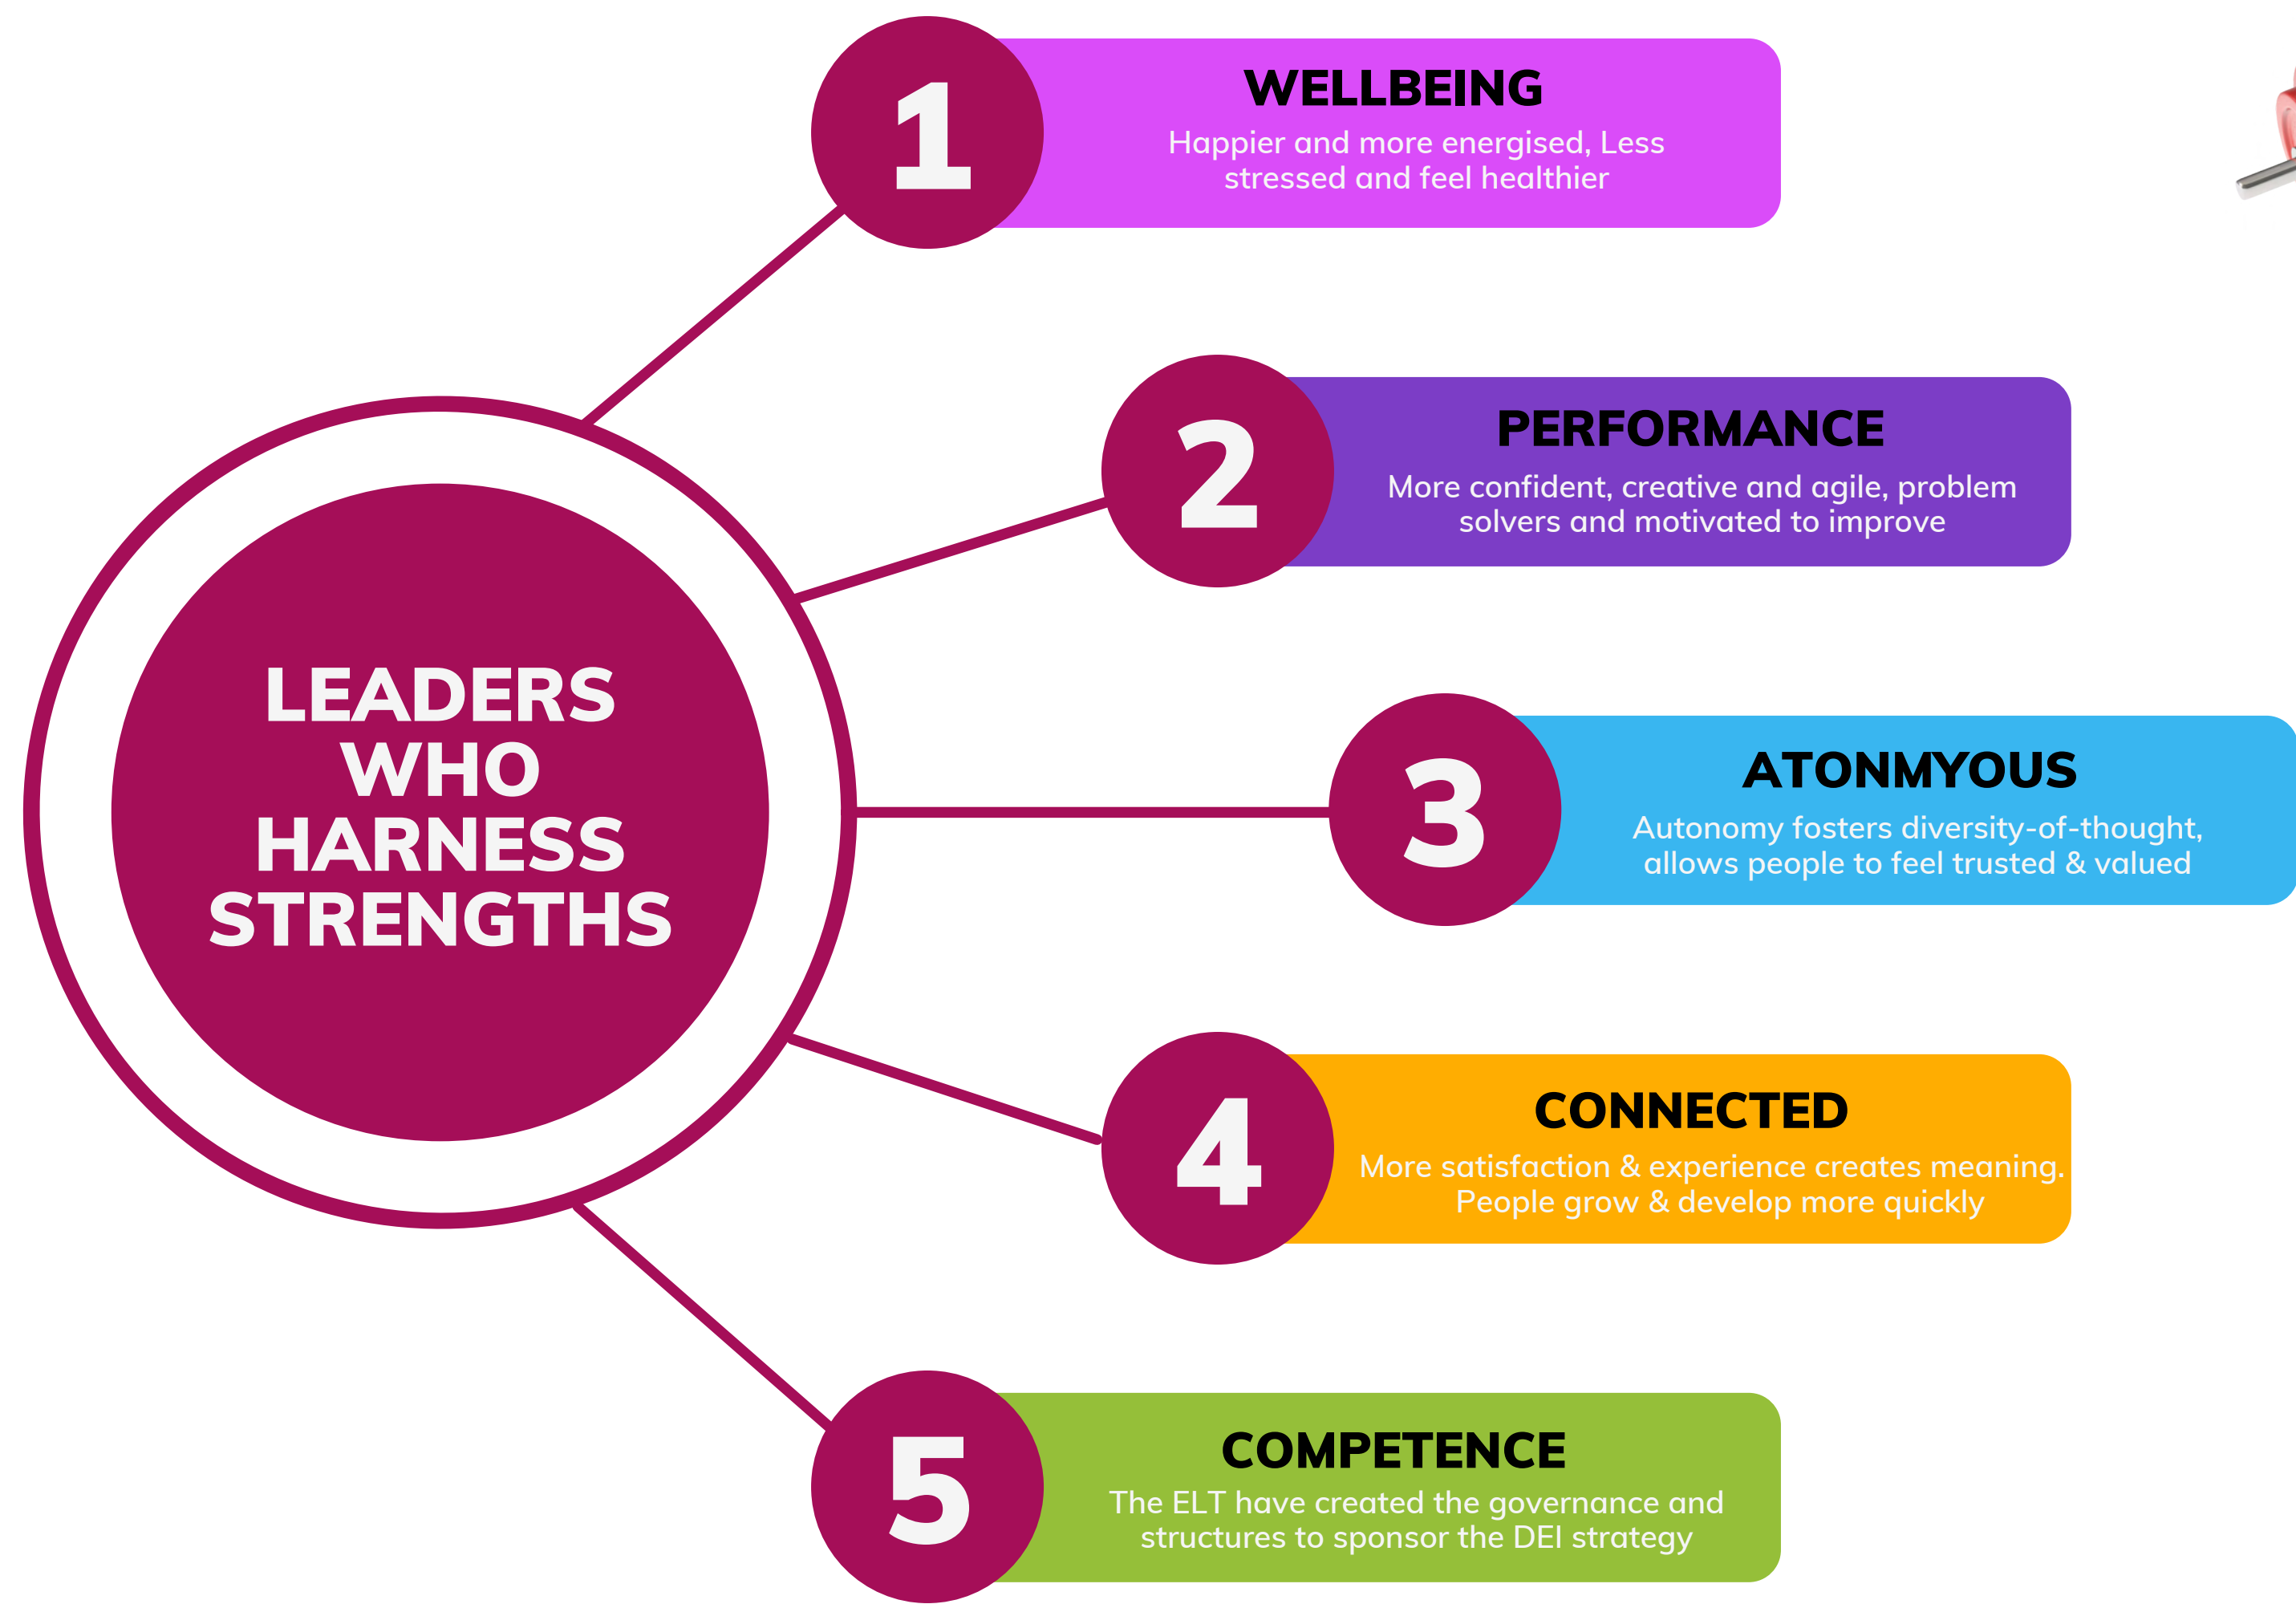 1
WELLBEING
Happier and more energised, Less
stressed and feel healthier
2
PERFORMANCE
More confident, creative and agile, problem
solvers and motivated to improve
LEADERS
WHO
HARNESS
STRENGTHS
3
ATONMYOUS
Autonomy fosters diversity-of-thought,
allows people to feel trusted & valued
4
CONNECTED
More satisfaction & experience creates meaning.
People grow & develop more quickly
5
COMPETENCE
The ELT have created the governance and
structures to sponsor the DEI strategy